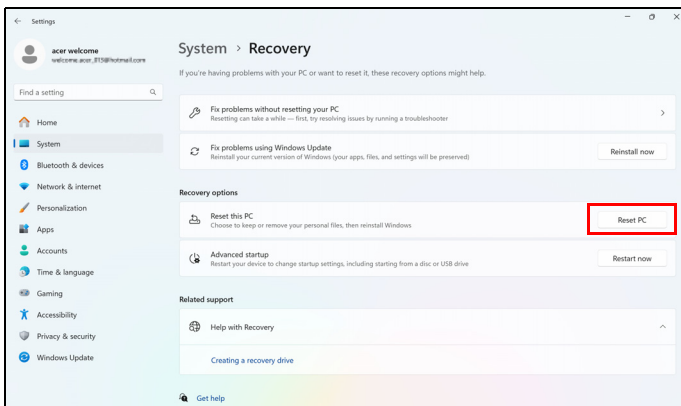 Settings
acer welcome
welcome.acer_815@hotmail.com
Find a setting
Home
System
Bluetooth & devices
Network & internet
Personalization
Apps
Accounts
Time & language
Gaming
Accessibility
Privacy & security
Windows Update
System > Recovery
If you're having problems with your PC or want to reset it, these recovery options might help.
Fix problems without resetting your PC
Resetting can take a while — first, try resolving issues by running a troubleshooter
Fix problems using Windows Update
Reinstall your current version of Windows (your apps, files, and settings will be preserved)
Reinstall now
Recovery options
Reset this PC
Choose to keep or remove your personal files, then reinstall Windows
Reset PC
Advanced startup
Restart your device to change startup settings, including starting from a disc or USB drive
Restart now
Related support
Help with Recovery
Creating a recovery drive
Get help